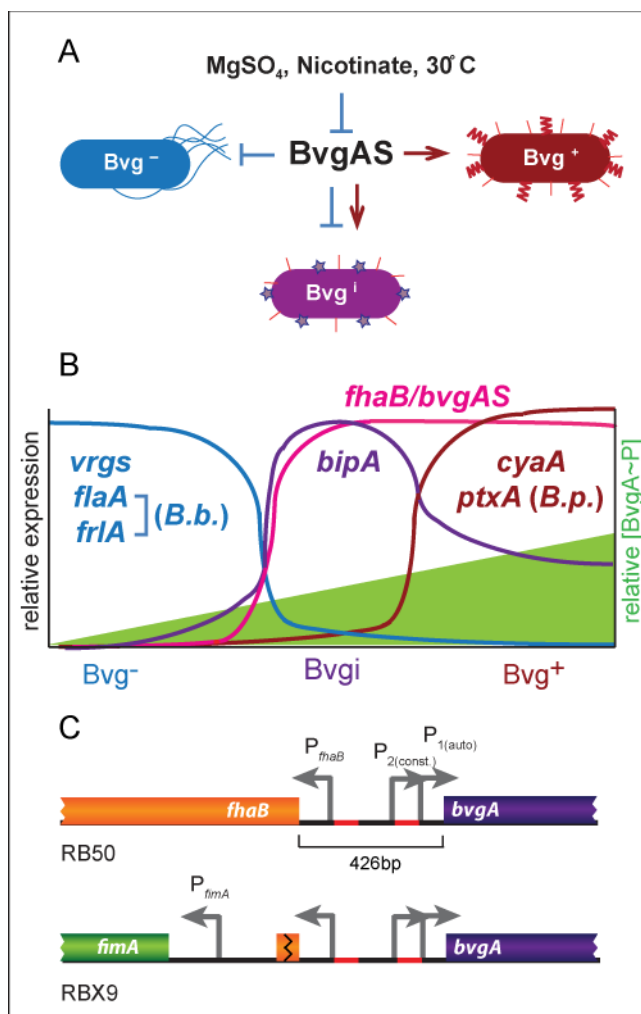 A
MgSO₄, Nicotinate, 30°C
Bvg⁻
BvgAS
Bvg⁺
Bvg ⁱ
B
relative expression
fhaB/bvgAS
vrgs
flaA
frlA
(B.b.)
bipA
cyaA
ptxA (B.p.)
relative [BvgA~P]
Bvg⁻
Bvgi
Bvg⁺
C
PfhaB
P2(const.)
P1(auto)
fhaB
bvgA
426bp
RB50
PfimA
fimA
bvgA
RBX9